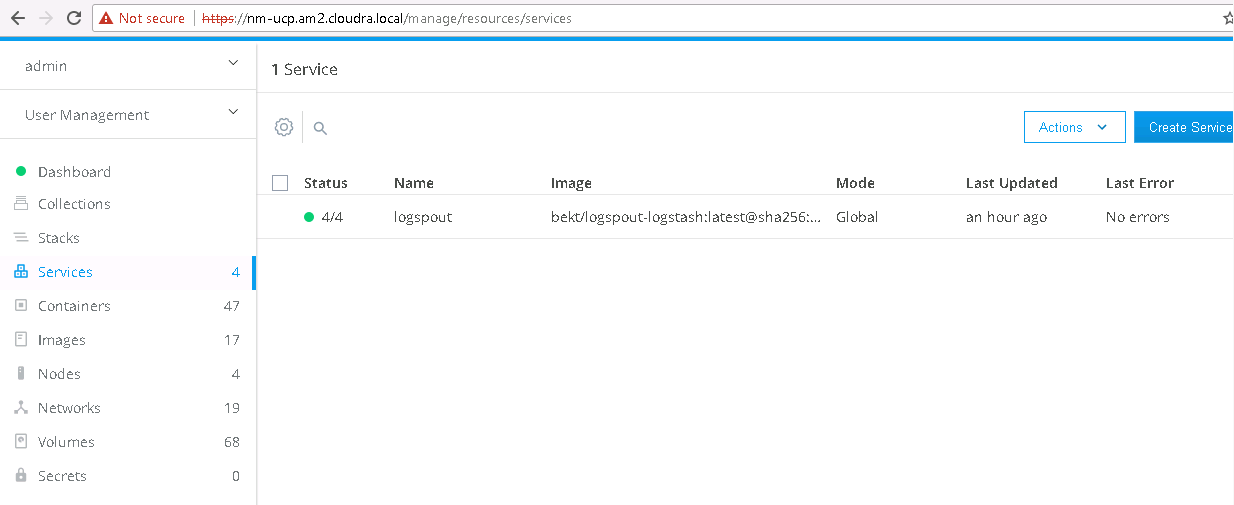 Not secure https://nm-ucp.am2.cloudra.local/manage/resources/services
admin
User Management
Dashboard
Collections
Stacks
Services 4
Containers 47
Images 17
Nodes 4
Networks 19
Volumes 68
Secrets 0
1 Service
Actions Create Service
Status Name Image Mode Last Updated Last Error
4/4 logspout bekt/logspout-logstash:latest@sha256:... Global an hour ago No errors